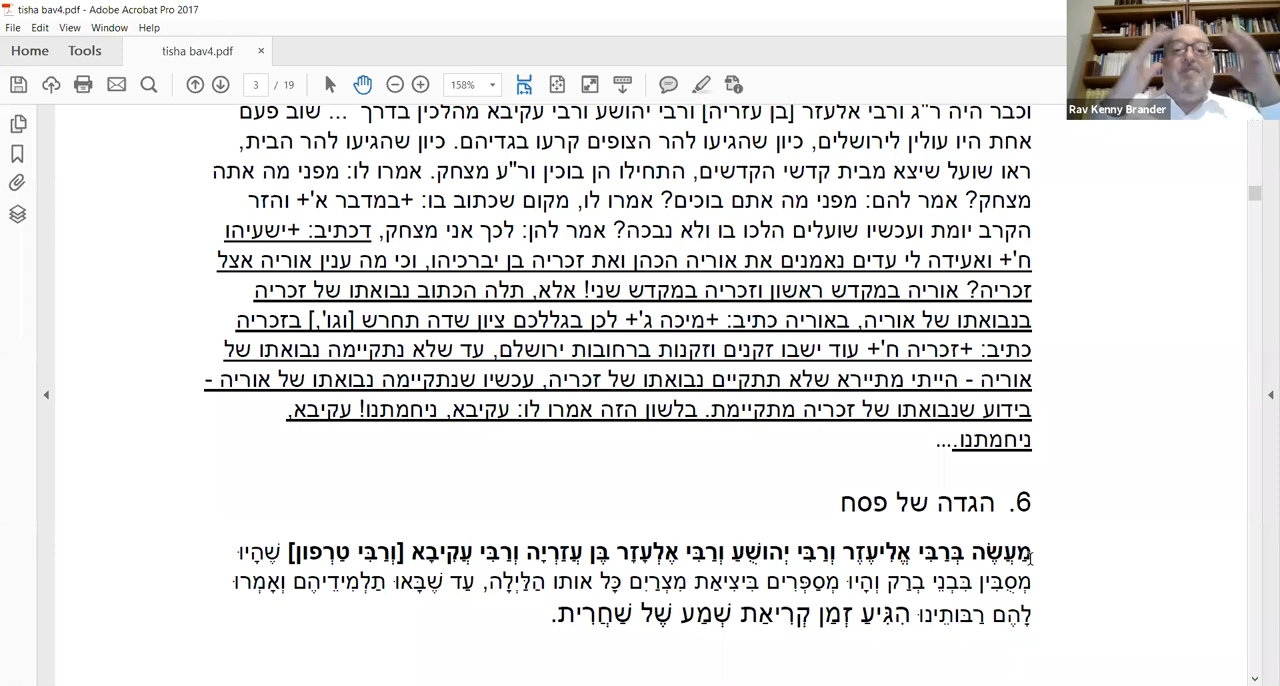 tisha bav4.pdf - Adobe Acrobat Pro 2017
File Edit View Window Help
Home Tools tisha bav4.pdf ×
3 / 19 158%
Rav Kenny Brander
וכבר היה ר"ג ורבי אלעזר [בן עזריה] ורבי יהושע ורבי עקיבא מהלכין בדרך ... שוב פעם
אחת היו עולין לירושלים, כיון שהגיעו להר הצופים קרעו בגדיהם. כיון שהגיעו להר הבית,
ראו שועל שיצא מבית קדשי הקדשים, התחילו הן בוכין ור"ע מצחק. אמרו לו: מפני מה אתה
מצחק? אמר להם: מפני מה אתם בוכים? אמרו לו, מקום שכתוב בו: +במדבר א'+ והזר
הקרב יומת ועכשיו שועלים הלכו בו ולא נבכה? אמר להן: לכך אני מצחק, דכתיב: +ישעיהו
ח'+ ואעידה לי עדים נאמנים את אוריה הכהן ואת זכריה בן יברכיהו, וכי מה ענין אוריה אצל
זכריה? אוריה במקדש ראשון וזכריה במקדש שני! אלא, תלה הכתוב נבואתו של זכריה
בנבואתו של אוריה, באוריה כתיב: +מיכה ג'+ לכן בגללכם ציון שדה תחרש [וגו',] בזכריה
כתיב: +זכריה ח'+ עוד ישבו זקנים וזקנות ברחובות ירושלם, עד שלא נתקיימה נבואתו של
אוריה - הייתי מתיירא שלא תתקיים נבואתו של זכריה, עכשיו שנתקיימה נבואתו של אוריה -
בידוע שנבואתו של זכריה מתקיימת. בלשון הזה אמרו לו: עקיבא, ניחמתנו! עקיבא,
ניחמתנו....
6. הגדה של פסח
מַעֲשֶׂה בְּרַבִּי אֱלִיעֶזֶר וְרַבִּי יְהוֹשֻׁעַ וְרַבִּי אֶלְעָזָר בֶּן עֲזַרְיָה וְרַבִּי עֲקִיבָא [וְרַבִּי טַרְפוֹן] שֶׁהָיוּ
מְסֻבִּין בִּבְנֵי בְרַק וְהָיוּ מְסַפְּרִים בִּיצִיאַת מִצְרַיִם כָּל אוֹתוֹ הַלַּיְלָה, עַד שֶׁבָּאוּ תַלְמִידֵיהֶם וְאָמְרוּ
לָהֶם רַבּוֹתֵינוּ הִגִּיעַ זְמַן קְרִיאַת שְׁמַע שֶׁל שַׁחֲרִית.